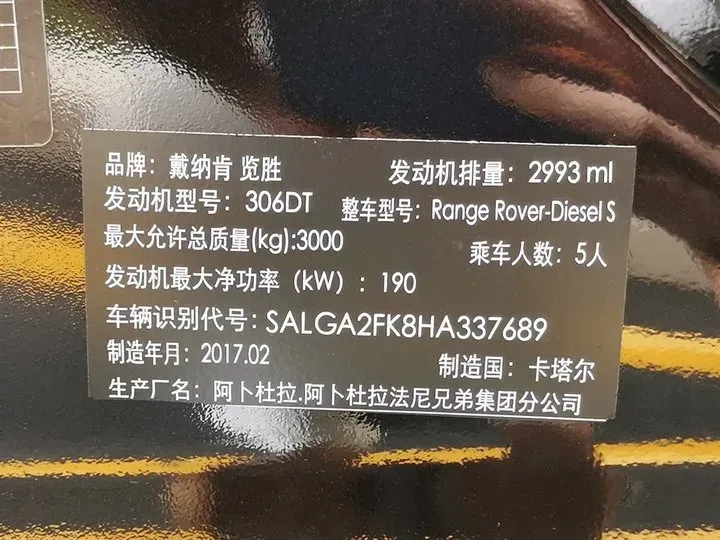 品牌：戴纳肯 览胜 发动机排量：2993 ml
发动机型号：306DT 整车型号：Range Rover-Diesel S
最大允许总质量(kg):3000 乘车人数：5人
发动机最大净功率（kW）：190
车辆识别代号：SALGA2FK8HA337689
制造年月：2017.02 制造国：卡塔尔
生产厂名：阿卜杜拉.阿卜杜拉法尼兄弟集团分公司